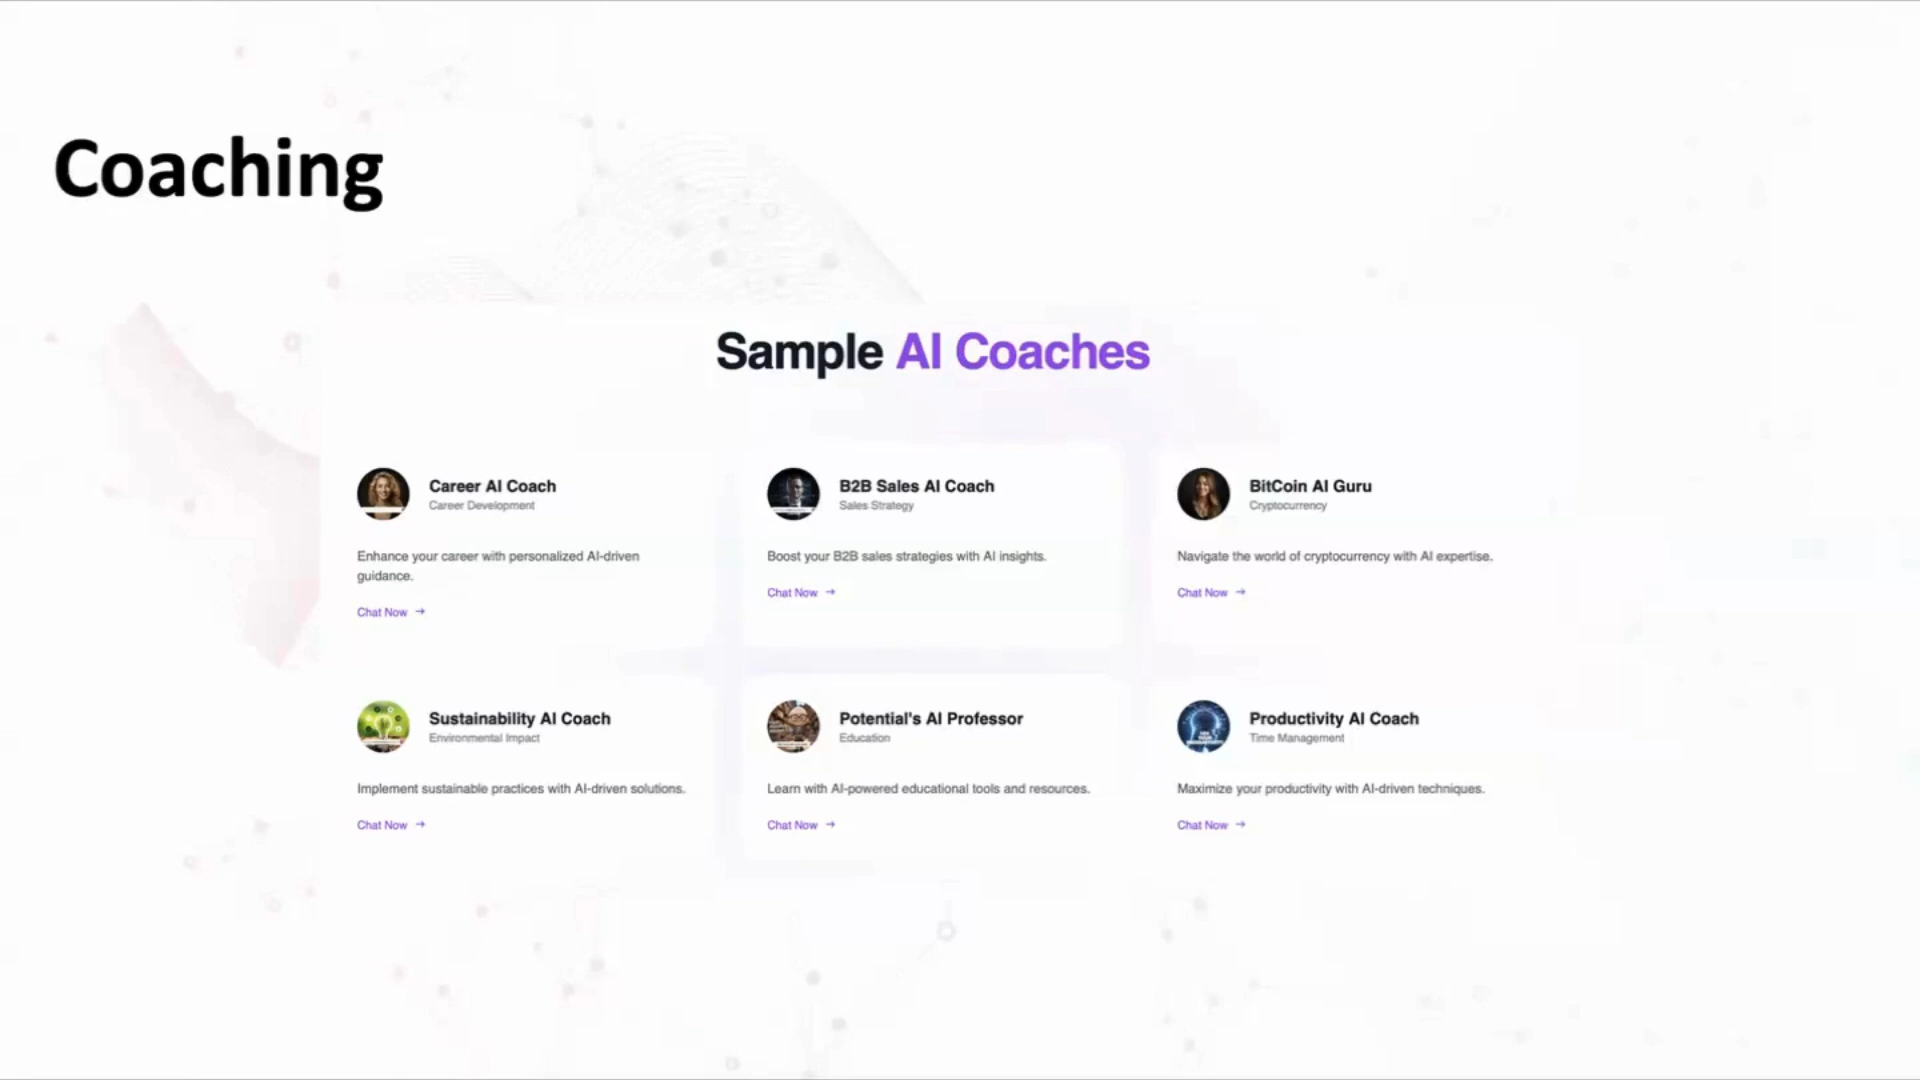 Coaching
Sample AI Coaches
Career AI Coach
Career Development
Enhance your career with personalized AI-driven
guidance.
Chat Now →
B2B Sales AI Coach
Sales Strategy
Boost your B2B sales strategies with AI insights.
Chat Now →
BitCoin AI Guru
Cryptocurrency
Navigate the world of cryptocurrency with AI expertise.
Chat Now →
Sustainability AI Coach
Environmental Impact
Implement sustainable practices with AI-driven solutions.
Chat Now →
Potential's AI Professor
Education
Learn with AI-powered educational tools and resources.
Chat Now →
Productivity AI Coach
Time Management
Maximize your productivity with AI-driven techniques.
Chat Now →